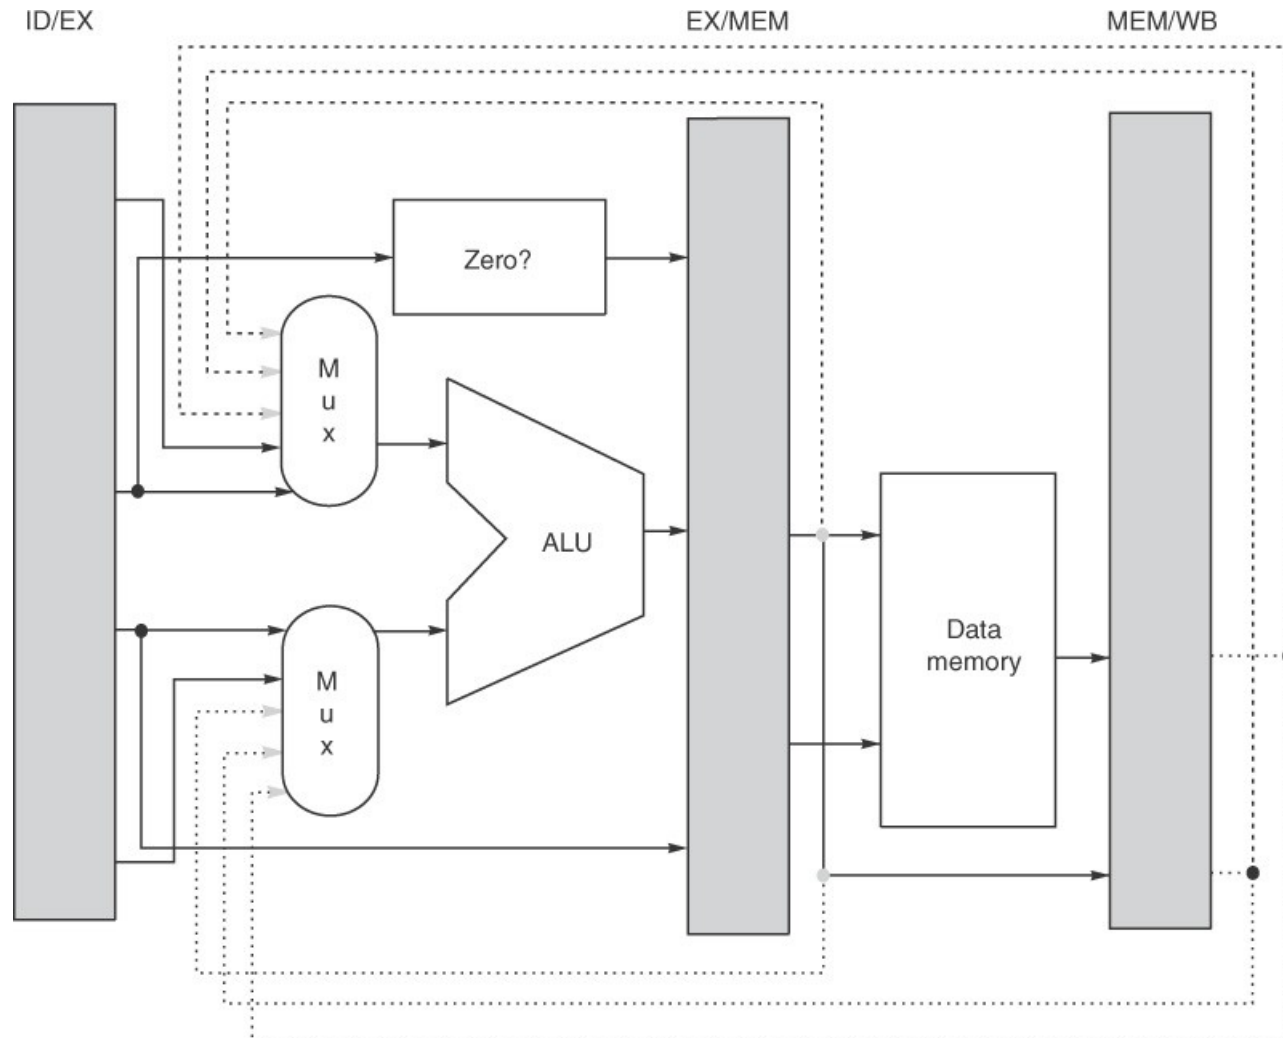 ID/EX
EX/MEM
MEM/WB
Zero?
M
u
x
ALU
M
u
x
Data
memory